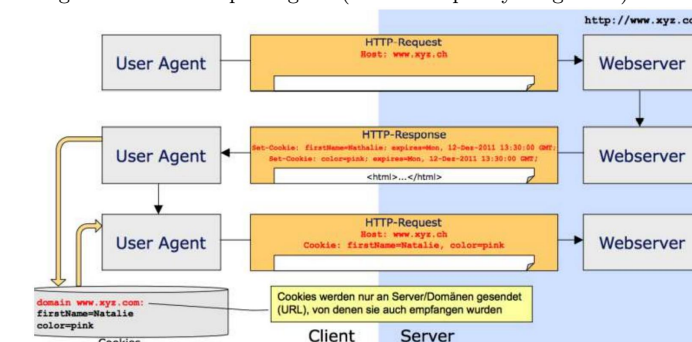 http://www.xyz.co
HTTP-Request
Host: www.xyz.ch
User Agent
Webserver
HTTP-Response
Set-Cookie: firstName=Nathalie; expires=Mon, 12-Dez-2011 13:30:00 GMT;
Set-Cookie: color=pink; expires=Mon, 12-Dez-2011 13:30:00 GMT;
<html>...</html>
User Agent
Webserver
HTTP-Request
Host: www.xyz.ch
Cookie: firstName=Natalie, color=pink
User Agent
Webserver
domain www.xyz.com:
firstName=Natalie
color=pink
Cookies werden nur an Server/Domänen gesendet
(URL), von denen sie auch empfangen wurden
Client Server